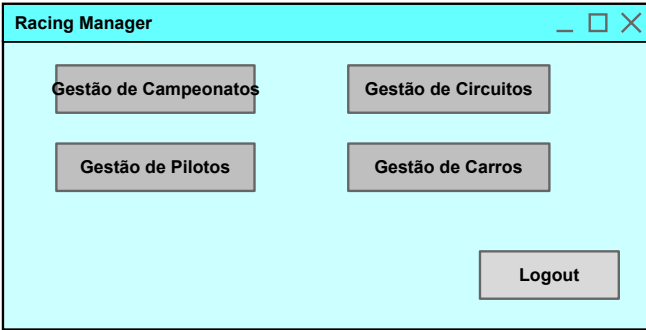 Racing Manager
Gestão de Campeonatos
Gestão de Circuitos
Gestão de Pilotos
Gestão de Carros
Logout